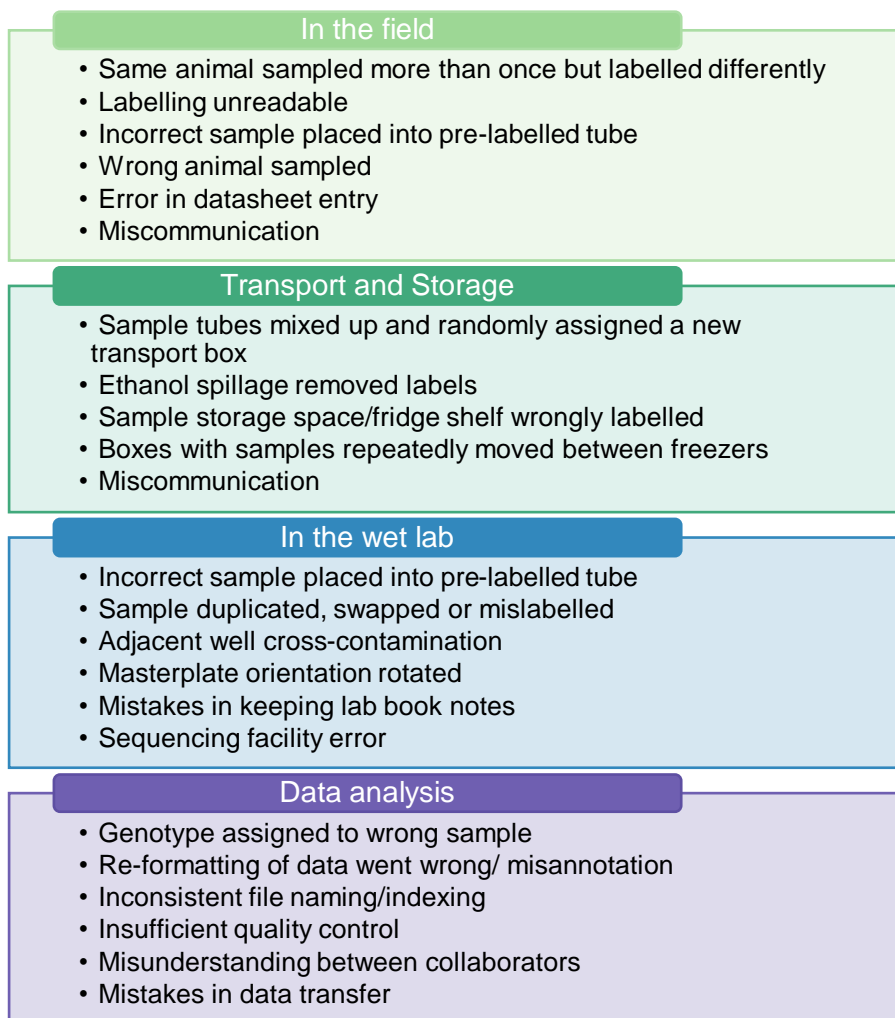 In the field
• Same animal sampled more than once but labelled differently
• Labelling unreadable
• Incorrect sample placed into pre-labelled tube
• Wrong animal sampled
• Error in datasheet entry
• Miscommunication
Transport and Storage
• Sample tubes mixed up and randomly assigned a new
transport box
• Ethanol spillage removed labels
• Sample storage space/fridge shelf wrongly labelled
• Boxes with samples repeatedly moved between freezers
• Miscommunication
In the wet lab
• Incorrect sample placed into pre-labelled tube
• Sample duplicated, swapped or mislabelled
• Adjacent well cross-contamination
• Masterplate orientation rotated
• Mistakes in keeping lab book notes
• Sequencing facility error
Data analysis
• Genotype assigned to wrong sample
• Re-formatting of data went wrong/ misannotation
• Inconsistent file naming/indexing
• Insufficient quality control
• Misunderstanding between collaborators
• Mistakes in data transfer